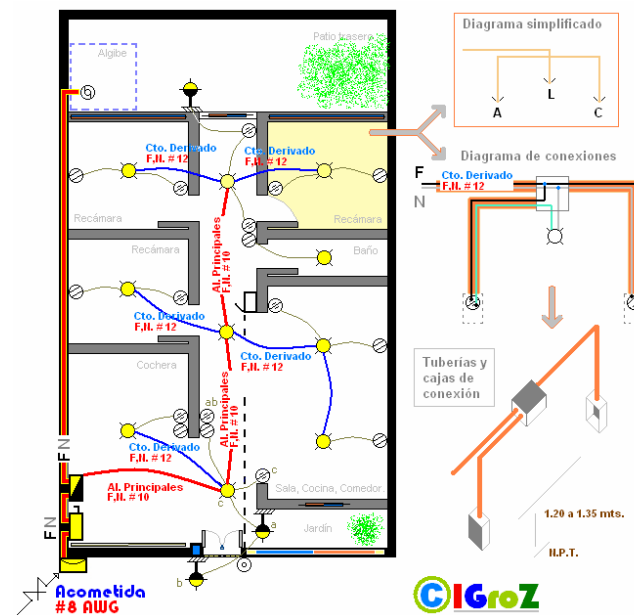 Algibe
Patio trasero
Cto. Derivado
F,N. # 12
Cto. Derivado
F,N. # 12
Recámara
Recámara
Recámara
Baño
Al. Principales
F,N. # 10
Cto. Derivado
F,N. # 12
Cto. Derivado
F,N. # 12
Cochera
Al. Principales
F,N. # 10
ab
Cto. Derivado
F,N. # 12
F N
Al. Principales
F,N. # 10
c
c
Sala, Cocina, Comedor
F N
a
Jardín
b
Acometida
#8 AWG
Diagrama simplificado
L
A
C
Diagrama de conexiones
F
N
Cto. Derivado
F,N. # 12
Tuberías y
cajas de
conexión
1.20 a 1.35 mts.
N.P.T.
© IGroZ